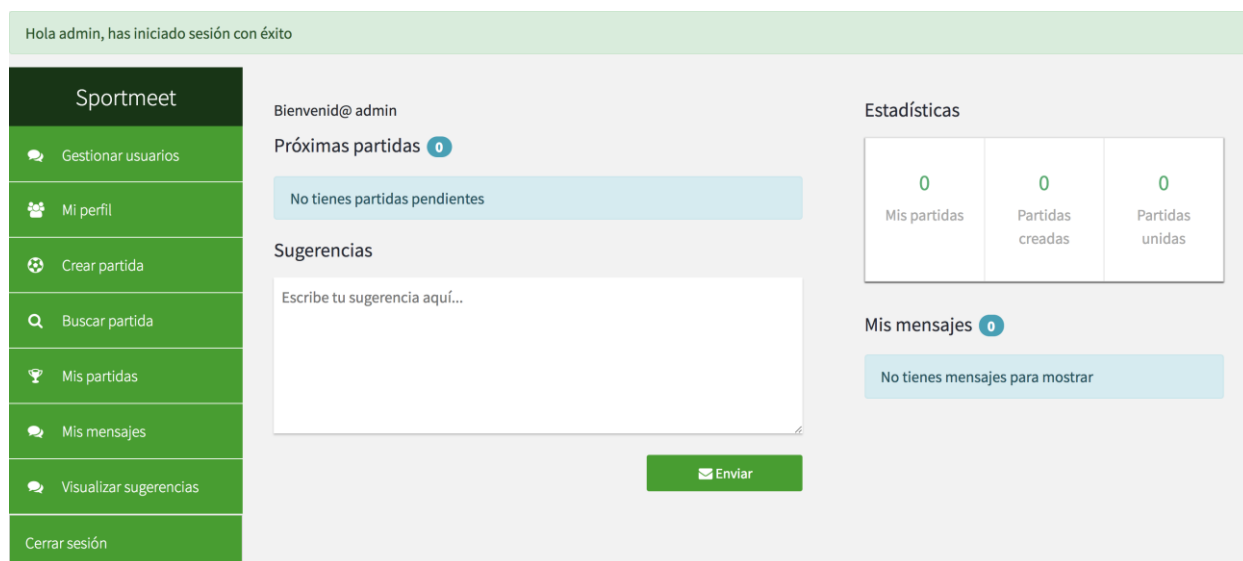 Hola admin, has iniciado sesión con éxito
Sportmeet
Gestionar usuarios
Mi perfil
Crear partida
Buscar partida
Mis partidas
Mis mensajes
Visualizar sugerencias
Cerrar sesión
Bienvenid@ admin
Próximas partidas 0
No tienes partidas pendientes
Sugerencias
Escribe tu sugerencia aquí...
Enviar
Estadísticas
0
Mis partidas
0
Partidas
creadas
0
Partidas
unidas
Mis mensajes 0
No tienes mensajes para mostrar